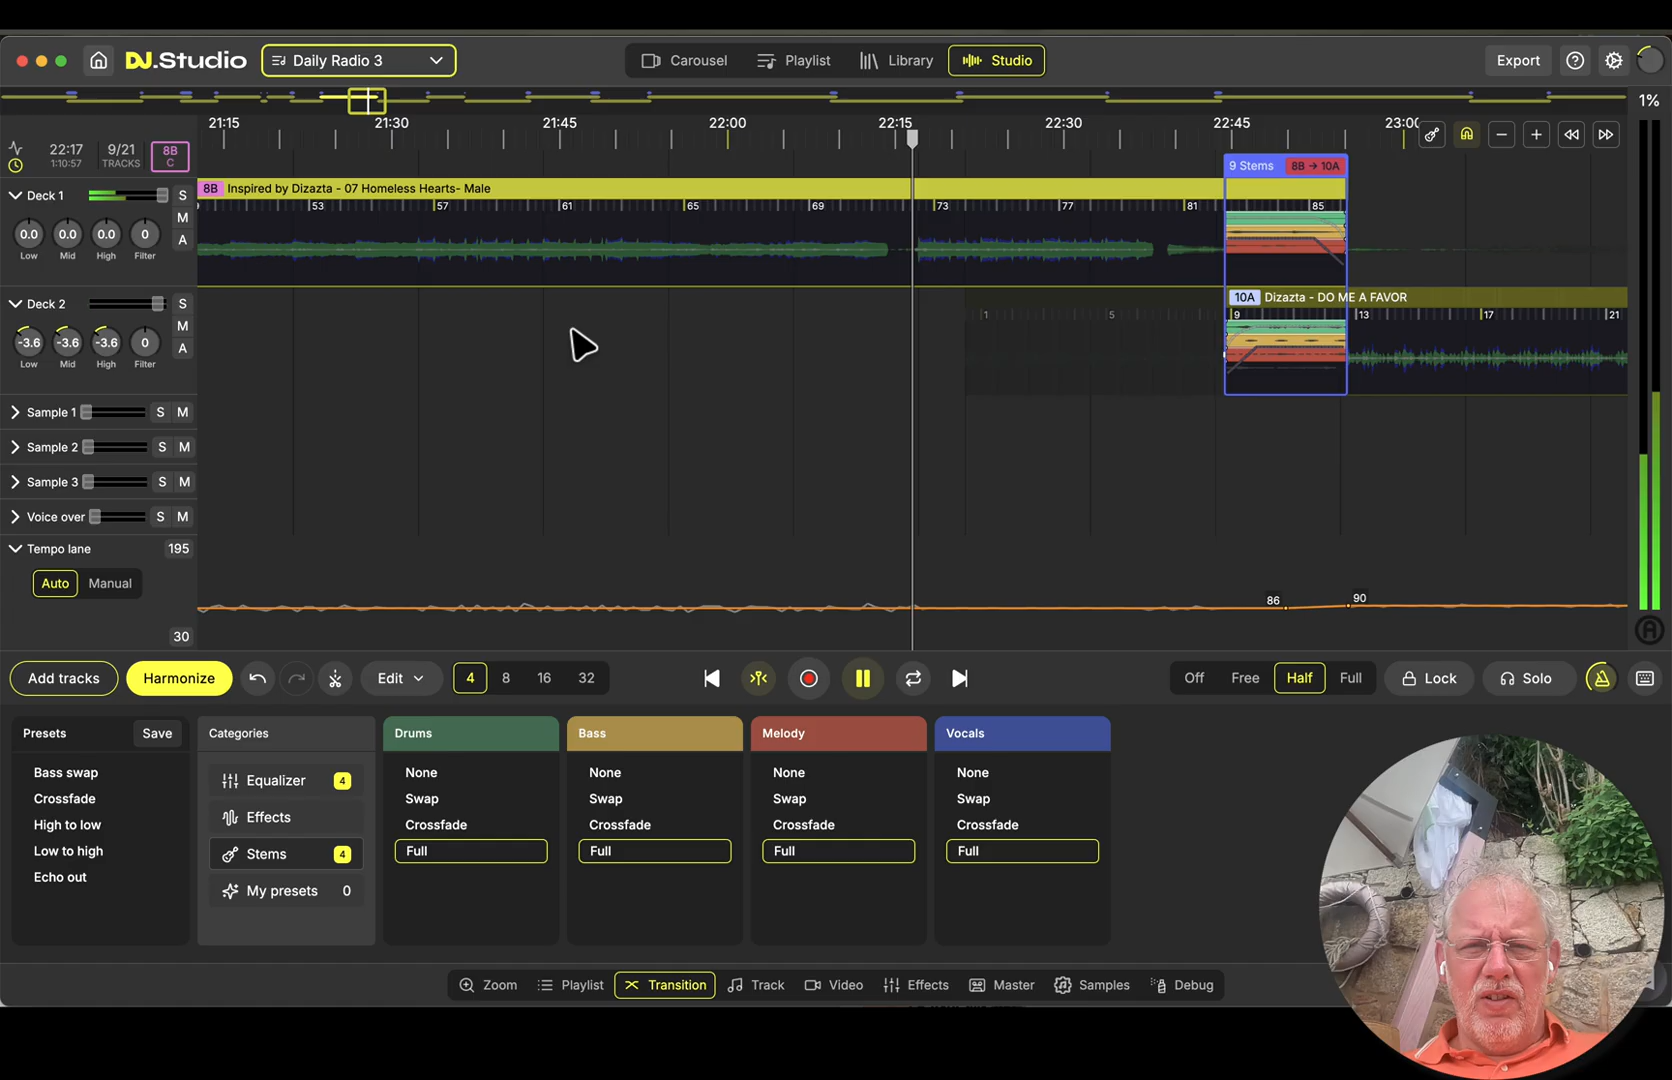 DJ.Studio
Daily Radio 3
Carousel
Playlist
Library
Studio
Export
1%
21:15
21:30
21:45
22:00
22:15
22:30
22:45
23:00
22:17
1:10:57
9/21
TRACKS
8B
C
9 Stems
8B → 10A
Deck 1
S
M
A
0.0
0.0
0.0
0
Low
Mid
High
Filter
8B
Inspired by Dizazta - 07 Homeless Hearts- Male
53
57
61
65
69
73
77
81
85
Deck 2
S
M
A
-3.6
-3.6
-3.6
0
Low
Mid
High
Filter
10A
Dizazta - DO ME A FAVOR
1
5
9
13
17
21
Sample 1
S
M
Sample 2
S
M
Sample 3
S
M
Voice over
S
M
Tempo lane
195
Auto
Manual
30
86
90
Add tracks
Harmonize
Edit
4
8
16
32
Off
Free
Half
Full
Lock
Solo
Presets
Save
Bass swap
Crossfade
High to low
Low to high
Echo out
Categories
Equalizer
4
Effects
Stems
4
My presets
0
Drums
None
Swap
Crossfade
Full
Bass
None
Swap
Crossfade
Full
Melody
None
Swap
Crossfade
Full
Vocals
None
Swap
Crossfade
Full
Zoom
Playlist
Transition
Track
Video
Effects
Master
Samples
Debug